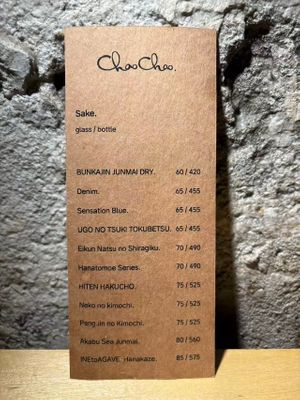 ChaoChao.
Sake.
glass / bottle
BUNKAJIN JUNMAI DRY. 60 / 420
Denim. 65 / 455
Sensation Blue. 65 / 455
UGO NO TSUKI TOKUBETSU. 65 / 455
Eikun Natsu no Shiragiku. 70 / 490
Hanatomoe Series. 70 / 490
HITEN HAKUCHO. 75 / 525
Neko no kimochi. 75 / 525
Pengin no Kimochi. 75 / 525
Akabu Sea Junmai. 80 / 560
INEtoAGAVE. Hanakaze. 85 / 575